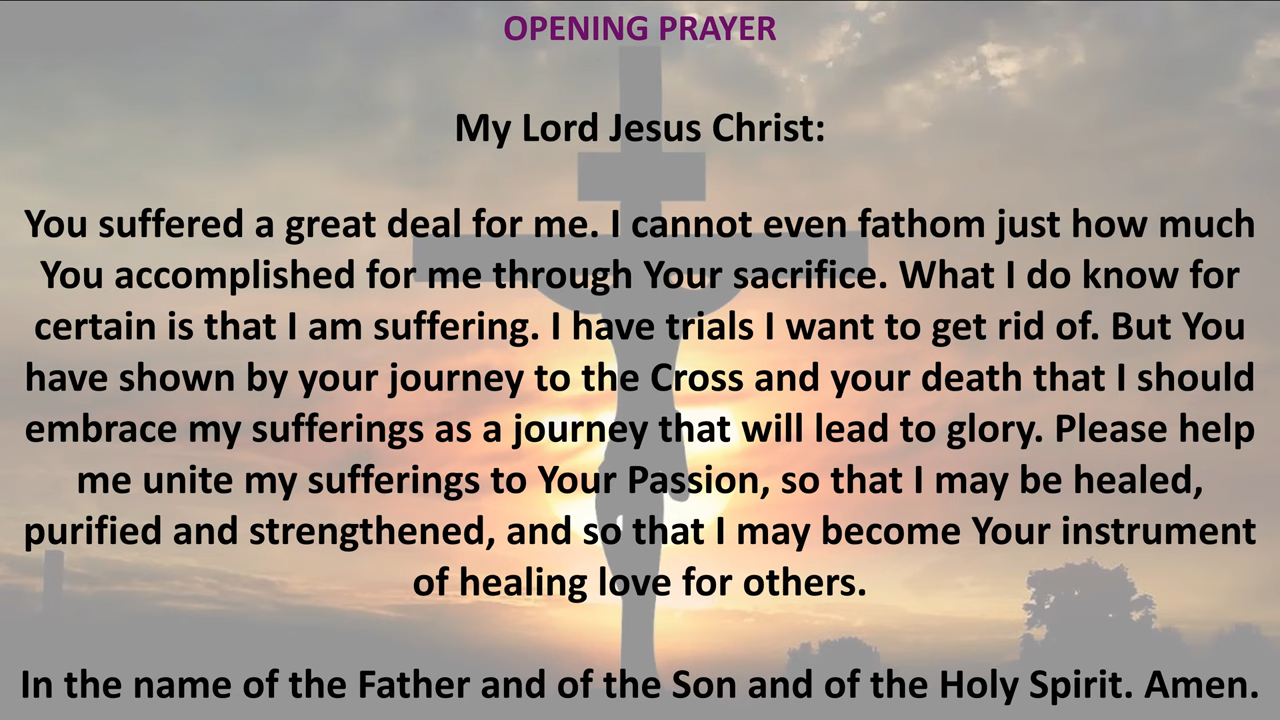 OPENING PRAYER
My Lord Jesus Christ:
You suffered a great deal for me. I cannot even fathom just how much
You accomplished for me through Your sacrifice. What I do know for
certain is that I am suffering. I have trials I want to get rid of. But You
have shown by your journey to the Cross and your death that I should
embrace my sufferings as a journey that will lead to glory. Please help
me unite my sufferings to Your Passion, so that I may be healed,
purified and strengthened, and so that I may become Your instrument
of healing love for others.
In the name of the Father and of the Son and of the Holy Spirit. Amen.